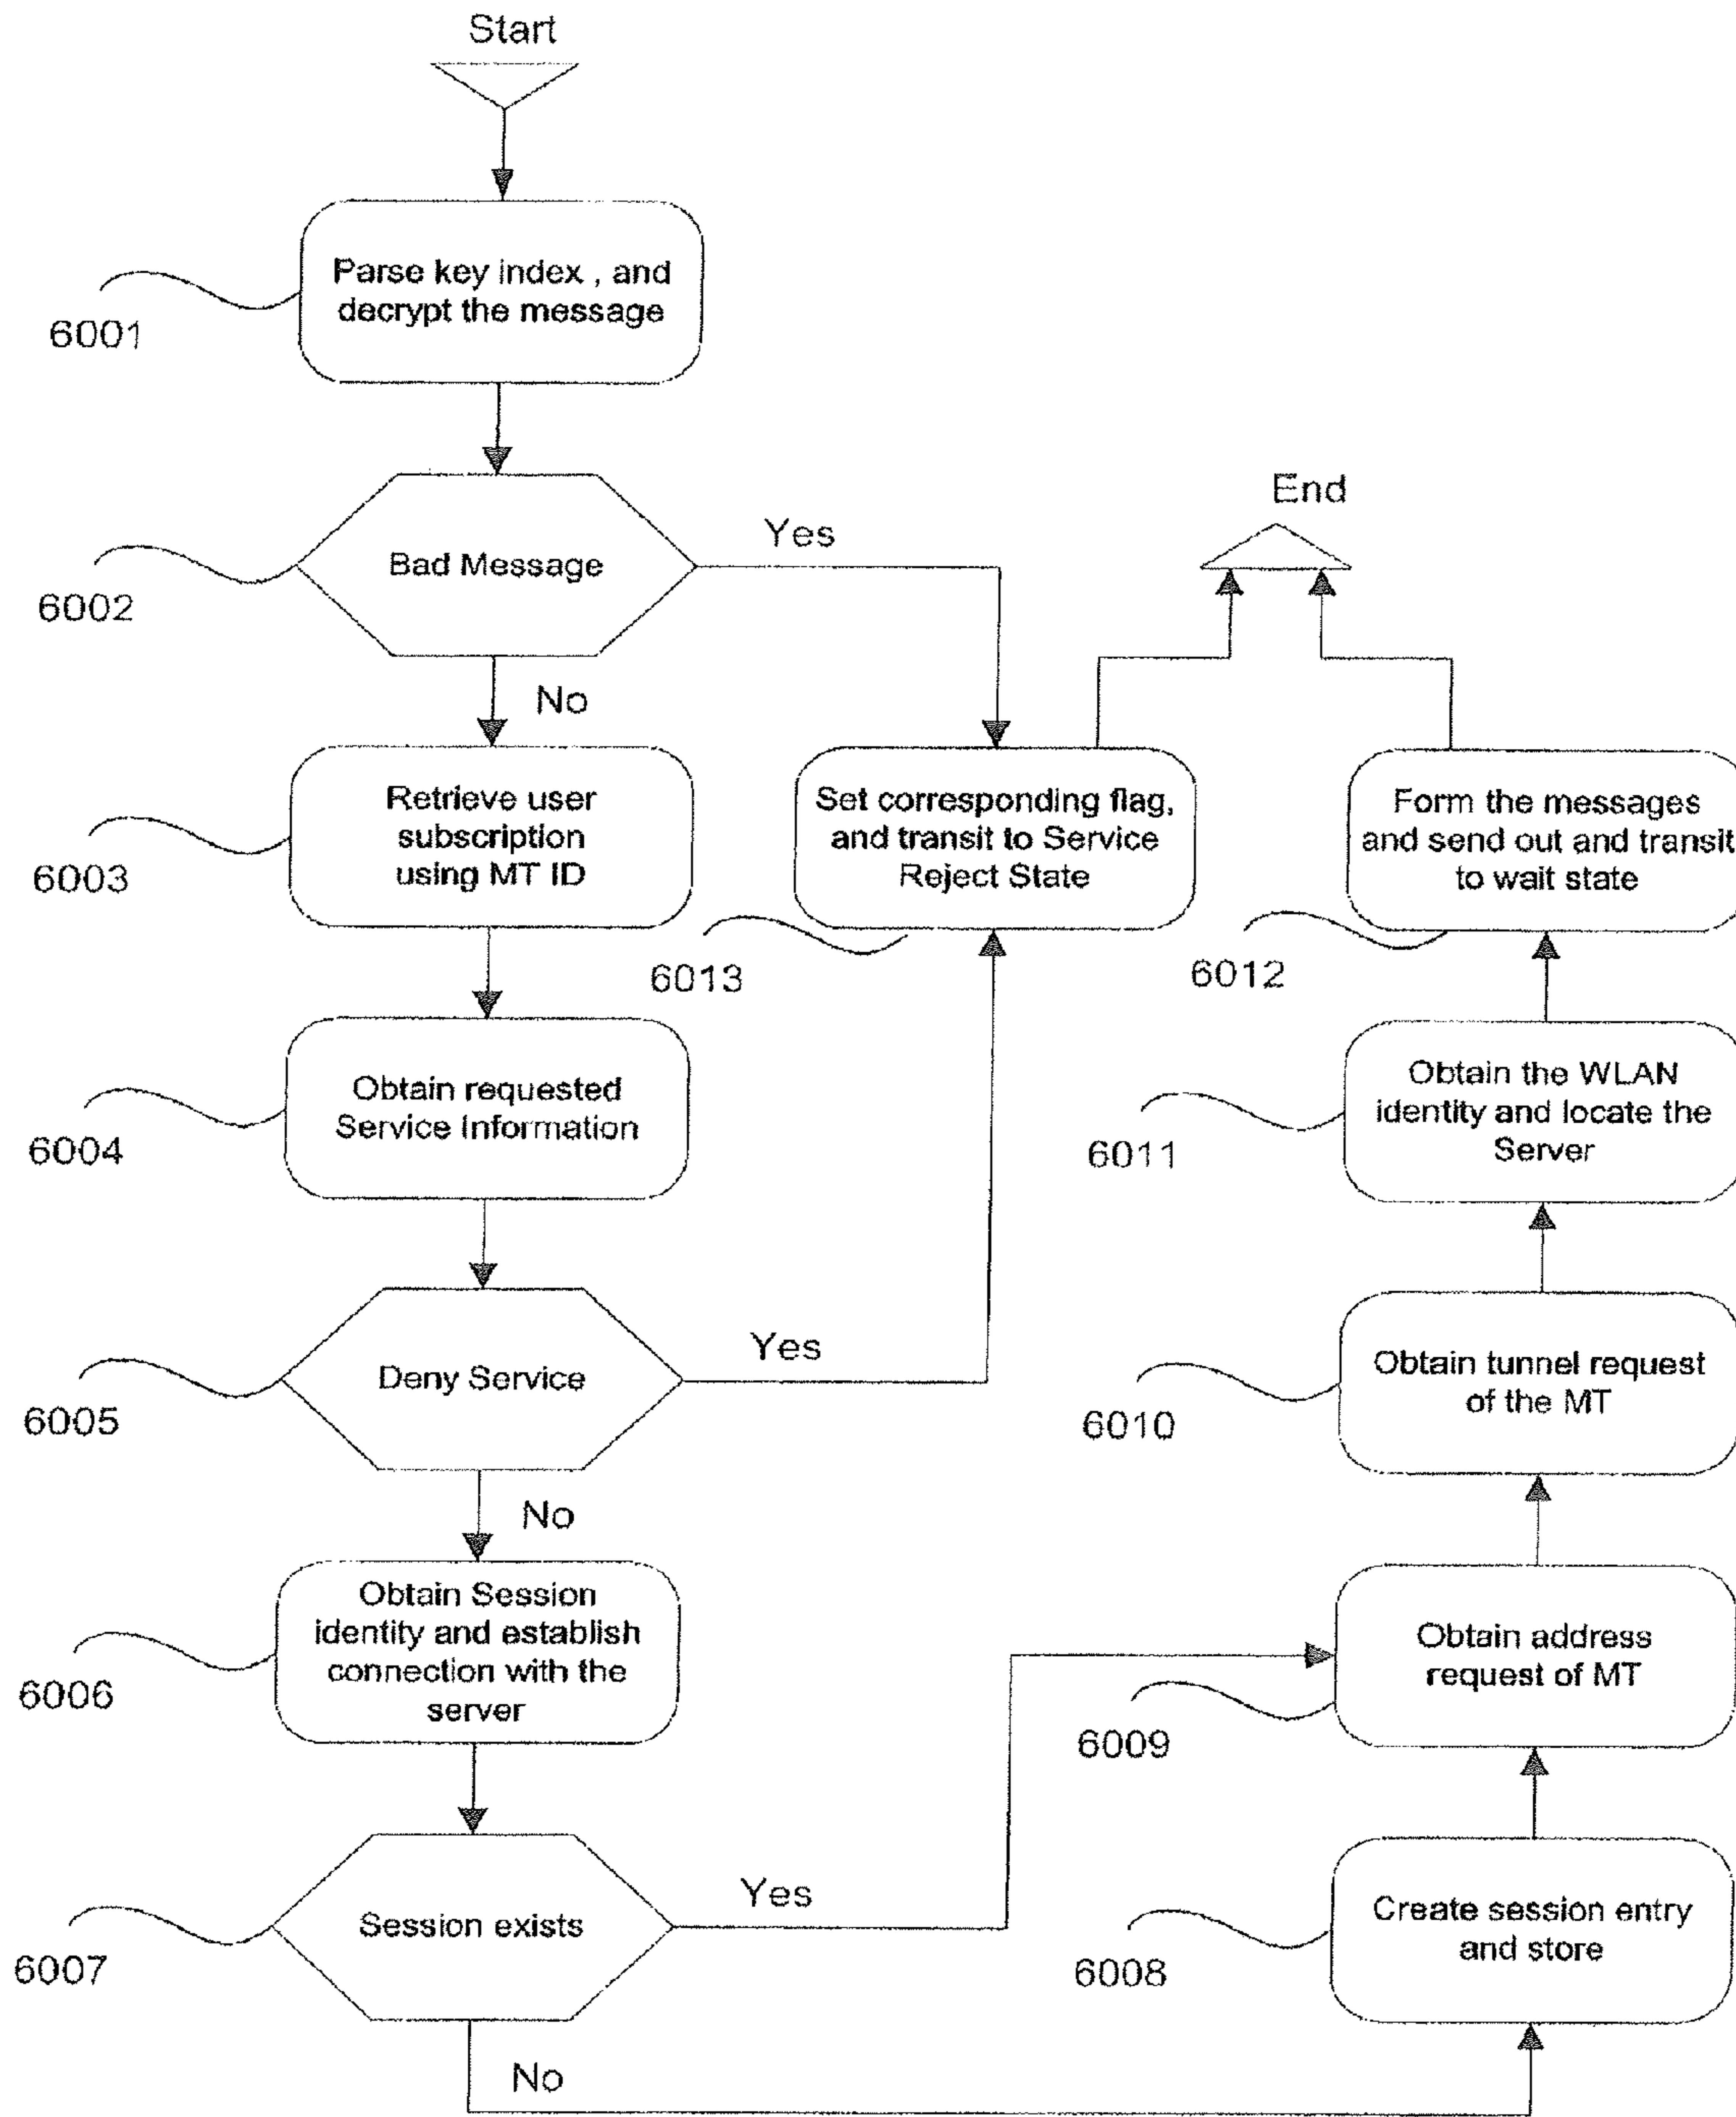 Start
Parse key index , and
decrypt the message
6001
Bad Message
Yes
End
6002
No
Retrieve user
subscription
using MT ID
6003
Set corresponding flag,
and transit to Service
Reject State
6013
Form the messages
and send out and transit
to wait state
6012
Obtain requested
Service Information
6004
Obtain the WLAN
identity and locate the
Server
6011
Deny Service
Yes
6005
No
Obtain tunnel request
of the MT
6010
Obtain Session
identity and establish
connection with the
server
6006
Obtain address
request of MT
6009
Session exists
Yes
6007
No
Create session entry
and store
6008